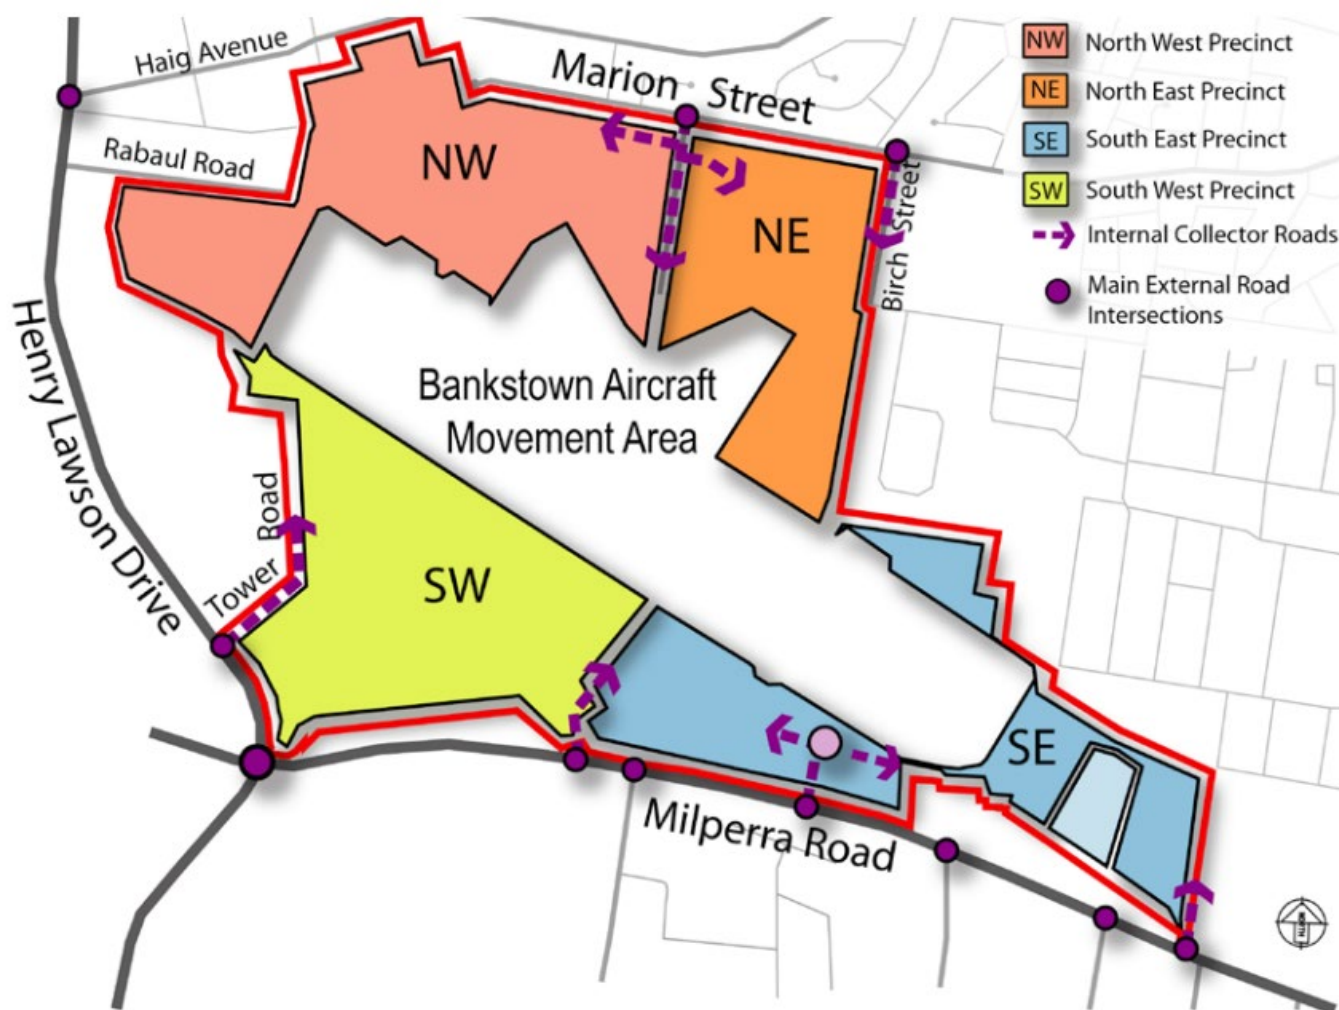 Haig Avenue
Marion Street
Rabaul Road
NW
NE
Birch Street
Henry Lawson Drive
Bankstown Aircraft
Movement Area
Tower Road
SW
SE
Milperra Road
NW North West Precinct
NE North East Precinct
SE South East Precinct
SW South West Precinct
Internal Collector Roads
Main External Road
Intersections
NORTH